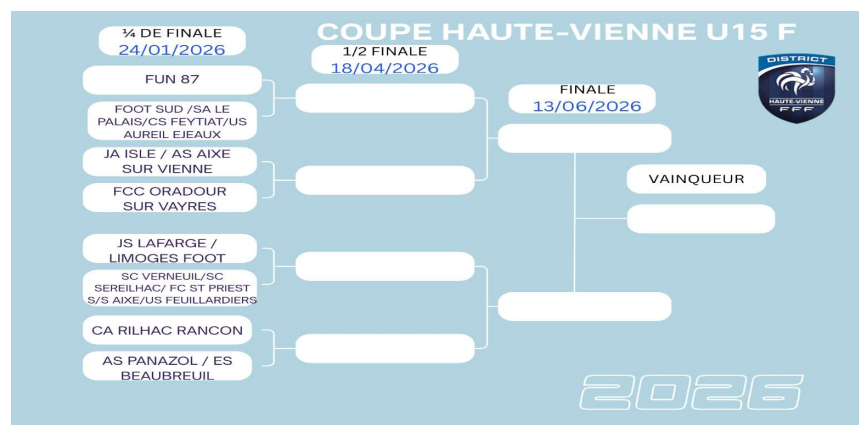 COUPE HAUTE-VIENNE U15 F
¼ DE FINALE
24/01/2026
1/2 FINALE
18/04/2026
FINALE
13/06/2026
DISTRICT
HAUTE-VIENNE
FFF
FUN 87
FOOT SUD /SA LE
PALAIS/CS FEYTIAT/US
AUREIL EJEAUX
JA ISLE / AS AIXE
SUR VIENNE
FCC ORADOUR
SUR VAYRES
VAINQUEUR
JS LAFARGE /
LIMOGES FOOT
SC VERNEUIL/SC
SEREILHAC/ FC ST PRIEST
S/S AIXE/US FEUILLARDIERS
CA RILHAC RANCON
AS PANAZOL / ES
BEAUBREUIL
2026